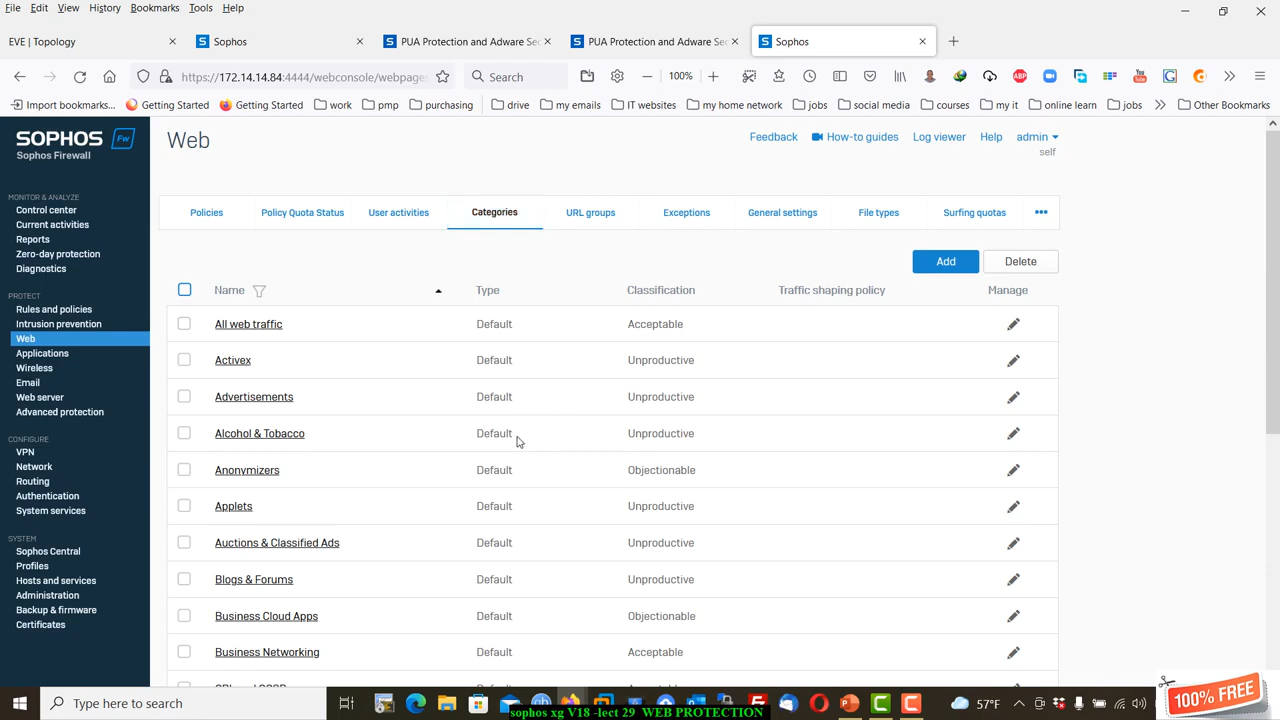 File Edit View History Bookmarks Tools Help
EVE | Topology
Sophos
PUA Protection and Adware Sec
PUA Protection and Adware Sec
Sophos
https://172.14.14.84:4444/webconsole/webpages
Search
100%
Import bookmarks... Getting Started Getting Started work pmp purchasing drive my emails IT websites my home network jobs social media courses my it online learn jobs Other Bookmarks
SOPHOS Fw
Sophos Firewall
Web
Feedback How-to guides Log viewer Help admin
self
MONITOR & ANALYZE
Control center
Current activities
Reports
Zero-day protection
Diagnostics
PROTECT
Rules and policies
Intrusion prevention
Web
Applications
Wireless
Email
Web server
Advanced protection
CONFIGURE
VPN
Network
Routing
Authentication
System services
SYSTEM
Sophos Central
Profiles
Hosts and services
Administration
Backup & firmware
Certificates
Policies Policy Quota Status User activities Categories URL groups Exceptions General settings File types Surfing quotas
Add Delete
Name Type Classification Traffic shaping policy Manage
All web traffic Default Acceptable
Activex Default Unproductive
Advertisements Default Unproductive
Alcohol & Tobacco Default Unproductive
Anonymizers Default Objectionable
Applets Default Unproductive
Auctions & Classified Ads Default Unproductive
Blogs & Forums Default Unproductive
Business Cloud Apps Default Objectionable
Business Networking Default Acceptable
Type here to search
57°F
sophos xg V18 -lect 29 WEB PROTECTION
100% FREE